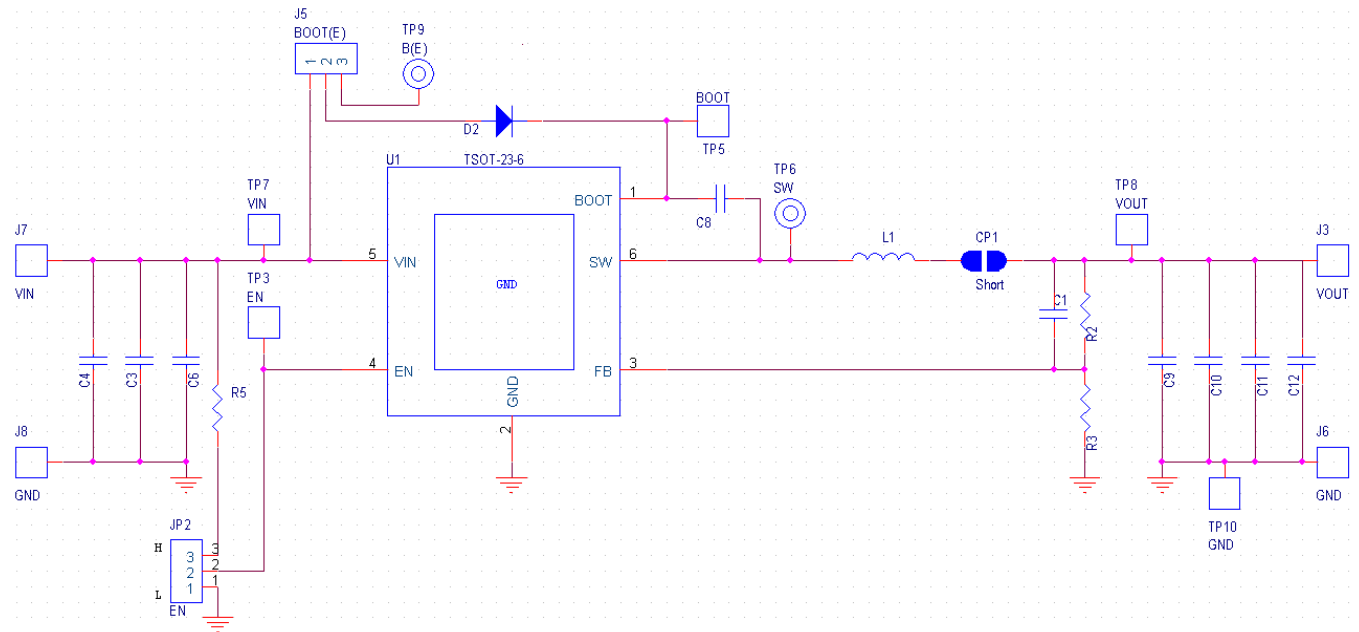 J5
BOOT(E)
1 2 3
TP9
B(E)
D2
BOOT
TP5
U1
TSOT-23-6
BOOT
1
C8
TP6
SW
TP7
VIN
J7
VIN
5
VIN
SW
6
L1
CP1
Short
TP8
VOUT
J3
VOUT
TP3
EN
GND
C1
R2
4
EN
FB
3
GND
2
C4
C3
C6
R5
C9
C10
C11
C12
R3
J8
GND
J6
GND
TP10
GND
JP2
H
3
3
2
2
1
1
L
EN